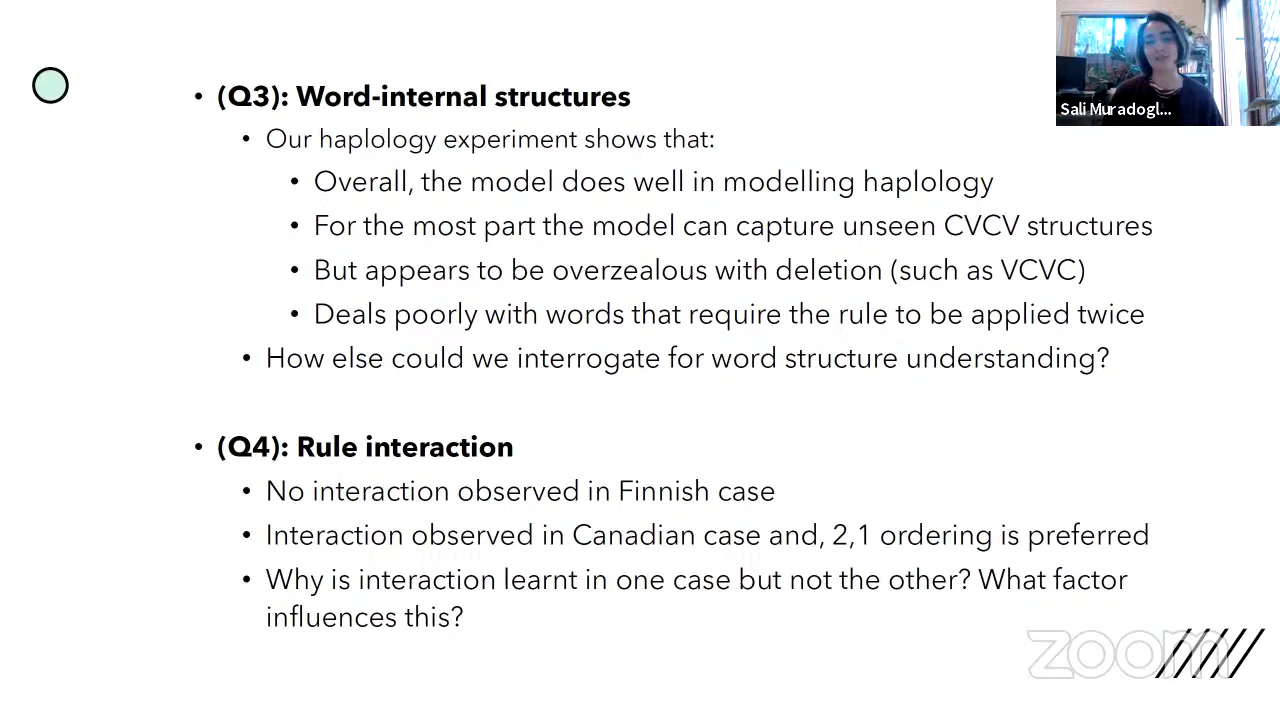 Sali Muradogl...
• (Q3): Word-internal structures
• Our haplology experiment shows that:
• Overall, the model does well in modelling haplology
• For the most part the model can capture unseen CVCV structures
• But appears to be overzealous with deletion (such as VCVC)
• Deals poorly with words that require the rule to be applied twice
• How else could we interrogate for word structure understanding?
• (Q4): Rule interaction
• No interaction observed in Finnish case
• Interaction observed in Canadian case and, 2,1 ordering is preferred
• Why is interaction learnt in one case but not the other? What factor
influences this?
zoom